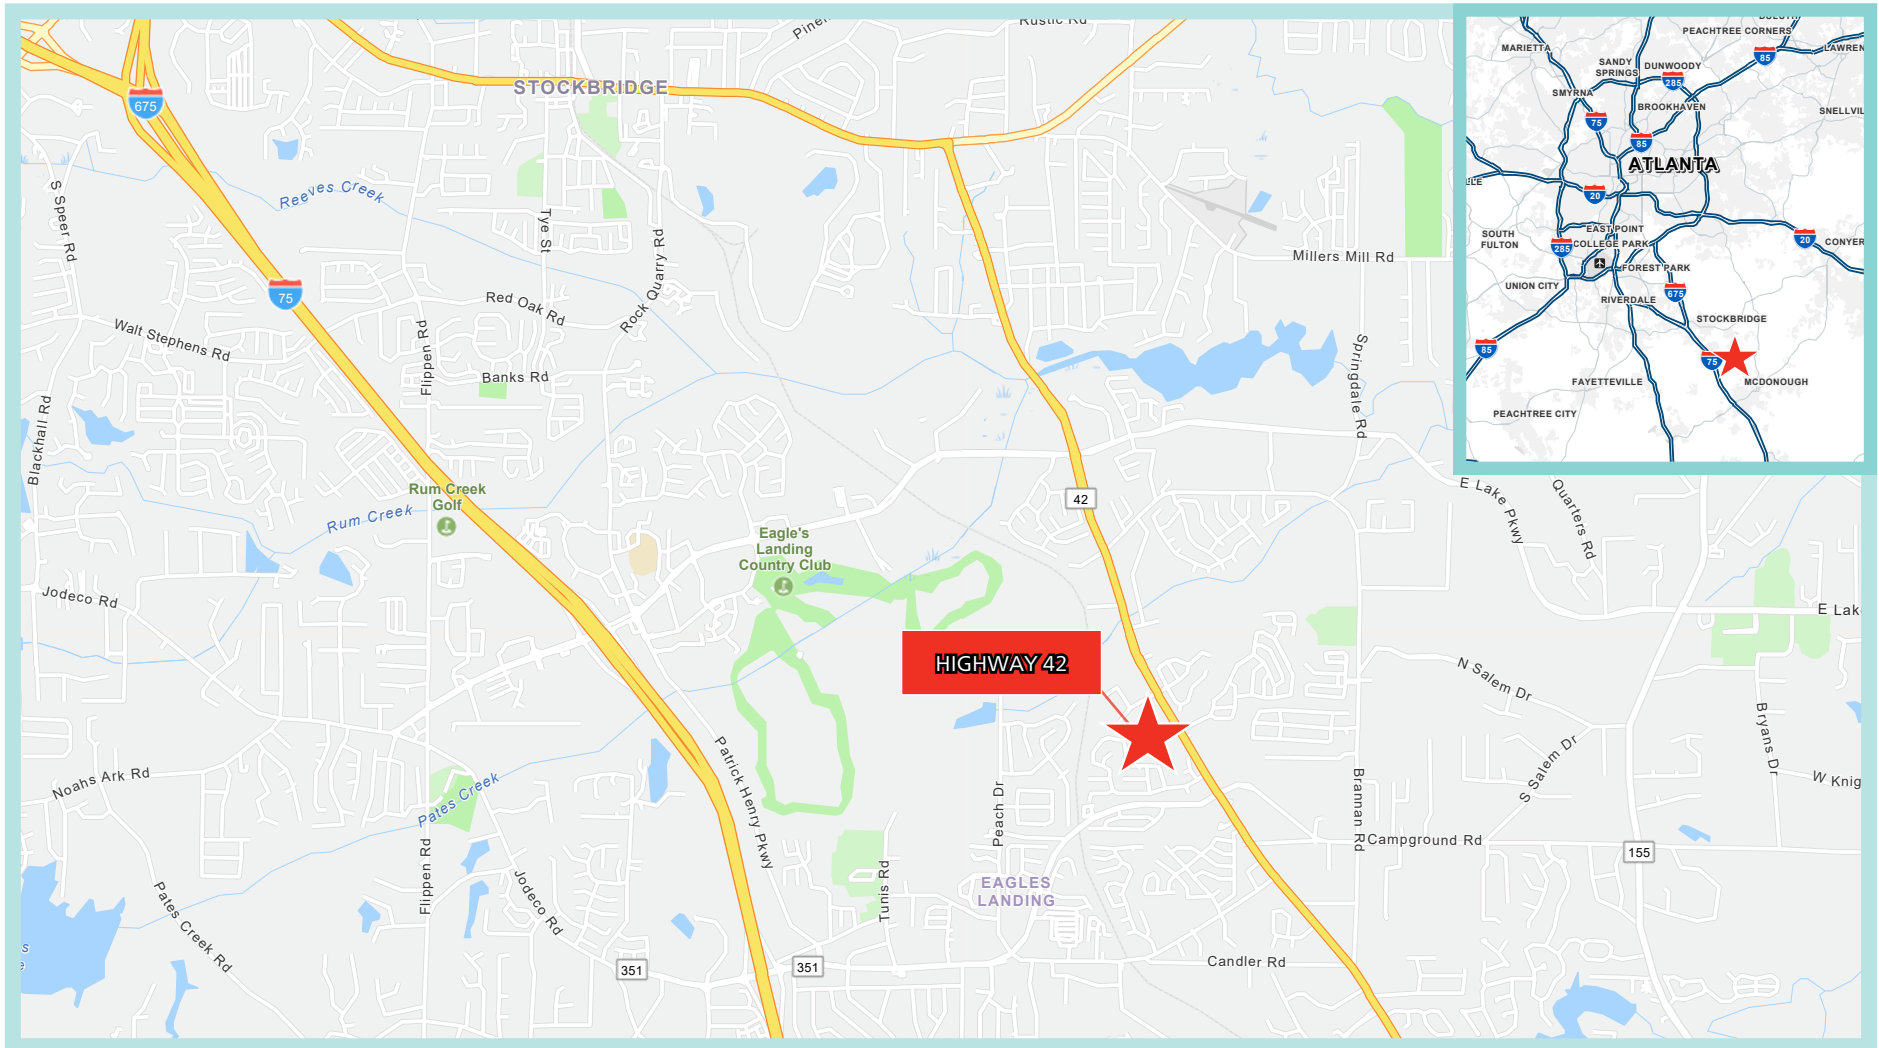 Rustic Rd
STOCKBRIDGE
675
Reeves Creek
S Speer Rd
Tye St
Rock Quarry Rd
Millers Mill Rd
75
Red Oak Rd
Walt Stephens Rd
Flippen Rd
Banks Rd
Springdale Rd
Blackhall Rd
Rum Creek
Golf
Rum Creek
42
E Lake Pkwy
Quarters Rd
Eagle's
Landing
Country Club
Jodeco Rd
E Lak
HIGHWAY 42
N Salem Dr
Bryans Dr
S Salem Dr
W Knig
Noahs Ark Rd
Pates Creek
Patrick Henry Pkwy
Peach Dr
Brannan Rd
Campground Rd
155
Flippen Rd
Jodeco Rd
Tunis Rd
EAGLES
LANDING
Pates Creek Rd
351
351
Candler Rd
PEACHTREE CORNERS
MARIETTA
85
LAWREN
SANDY
SPRINGS
DUNWOODY
285
SMYRNA
BROOKHAVEN
SNELLVIL
75
85
ATLANTA
LLE
20
SOUTH
FULTON
EAST POINT
285
COLLEGE PARK
20
CONYER
FOREST PARK
UNION CITY
RIVERDALE
675
STOCKBRIDGE
85
75
FAYETTEVILLE
MCDONOUGH
PEACHTREE CITY